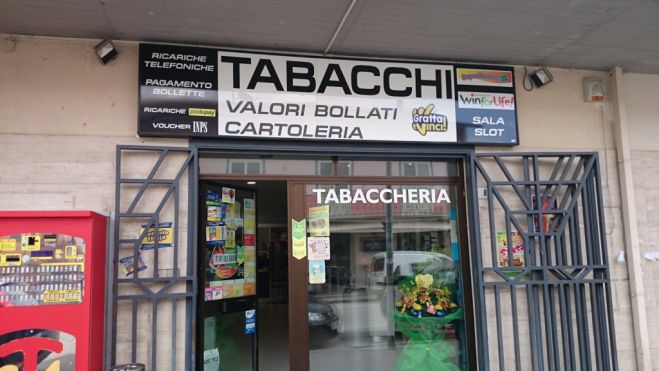 RICARICHE
TELEFONICHE
PAGAMENTO
BOLLETTE
RICARICHE postepay
VOUCHER INPS
TABACCHI
VALORI BOLLATI
CARTOLERIA
Gratta e Vinci!
Win for Life!
SALA
SLOT
TABACCHERIA